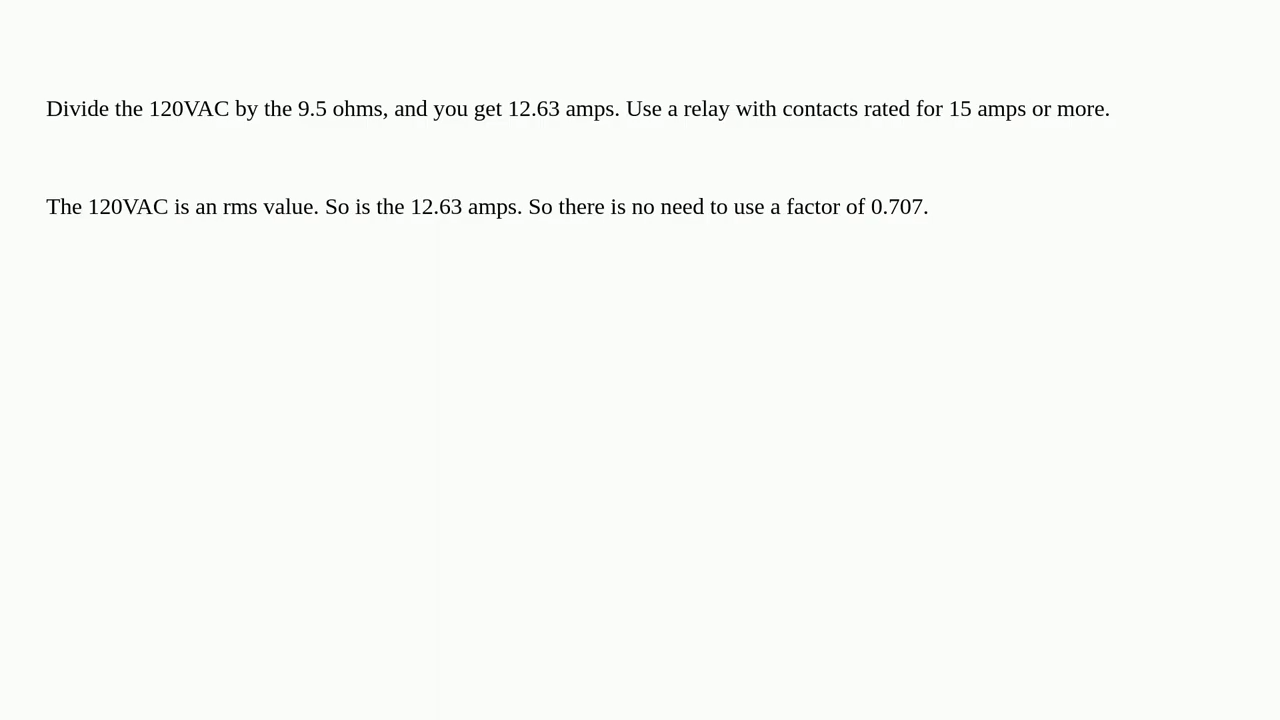 Divide the 120VAC by the 9.5 ohms, and you get 12.63 amps. Use a relay with contacts rated for 15 amps or more.
The 120VAC is an rms value. So is the 12.63 amps. So there is no need to use a factor of 0.707.